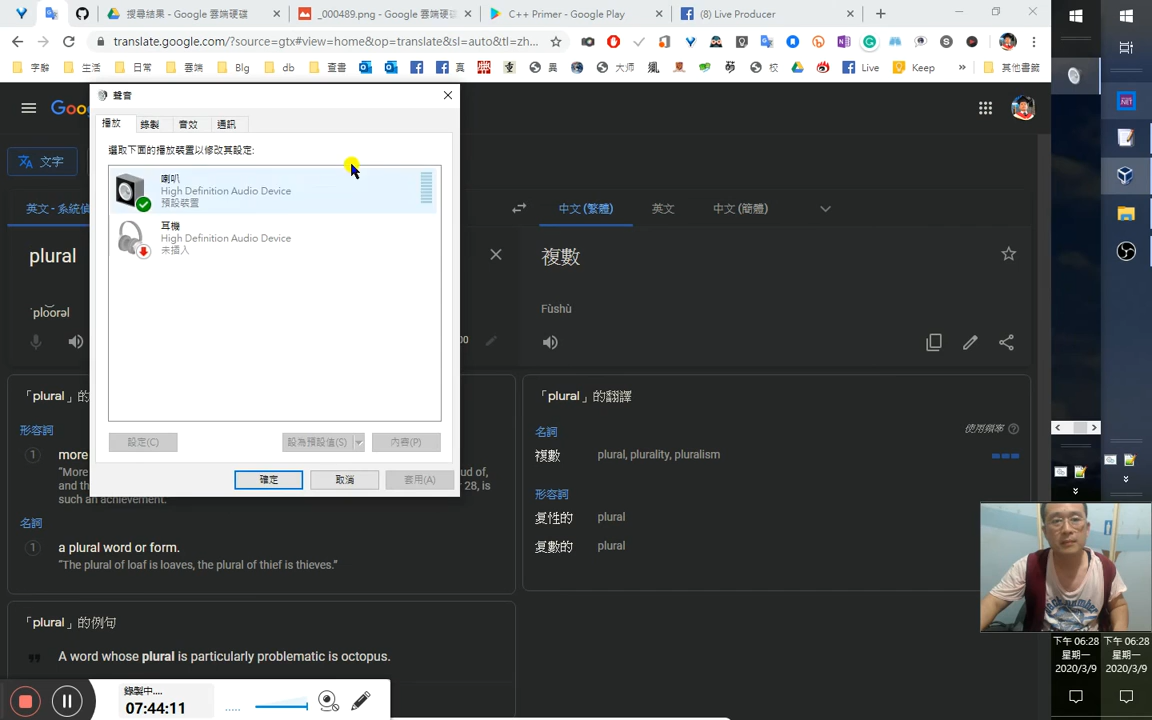 搜尋結果 - Google 雲端硬碟
_000489.png - Google 雲端硬碟
C++ Primer - Google Play
(8) Live Producer
translate.google.com/?source=gtx#view=home&op=translate&sl=auto&tl=zh...
字辭
生活
日常
雲端
Blg
db
查書
真
異
大师
校
Live
Keep
其他書籤
Goo
文字
聲音
播放
錄製
音效
通訊
選取下面的播放裝置以修改其設定:
喇叭
High Definition Audio Device
預設裝置
耳機
High Definition Audio Device
未插入
設定(C)
設為預設值(S)
內容(P)
確定
取消
套用(A)
英文 - 系統偵
中文 (繁體)
英文
中文 (簡體)
plural
複數
ˈplo͝orəl
Fùshù
00
「plural」的
形容詞
1
more
"More
ud of,
and
r 28, is
such an achievement.
名詞
1
a plural word or form.
"The plural of loaf is loaves, the plural of thief is thieves."
「plural」的翻譯
名詞
使用頻率
複數
plural, plurality, pluralism
形容詞
复性的
plural
复數的
plural
「plural」的例句
A word whose plural is particularly problematic is octopus.
錄製中....
07:44:11
.NET
下午 06:28
星期一
2020/3/9
下午 06:28
星期一
2020/3/9